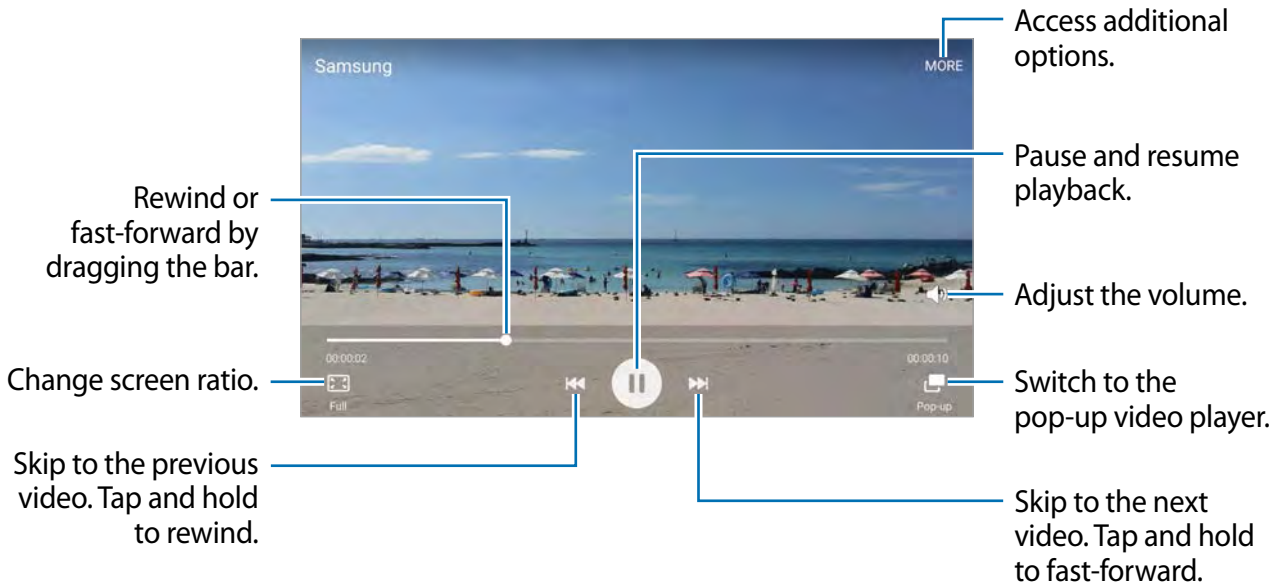 Access additional
options.
Samsung
MORE
Pause and resume
playback.
Rewind or
fast-forward by
dragging the bar.
Adjust the volume.
00:00:02
00:00:10
Change screen ratio.
Full
Pop-up
Switch to the
pop-up video player.
Skip to the previous
video. Tap and hold
to rewind.
Skip to the next
video. Tap and hold
to fast-forward.